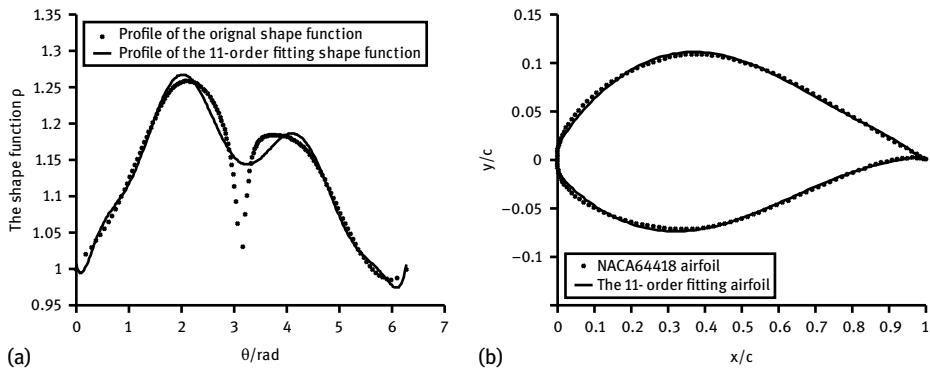 1.35
1.3
1.25
1.2
1.15
1.1
1.05
1
0.95
The shape function ρ
Profile of the orignal shape function
Profile of the 11-order fitting shape function
0 1 2 3 4 5 6 7
θ/rad
(a)
0.15
0.1
0.05
0
−0.05
−0.1
y/c
NACA64418 airfoil
The 11- order fitting airfoil
0 0.1 0.2 0.3 0.4 0.5 0.6 0.7 0.8 0.9 1
x/c
(b)